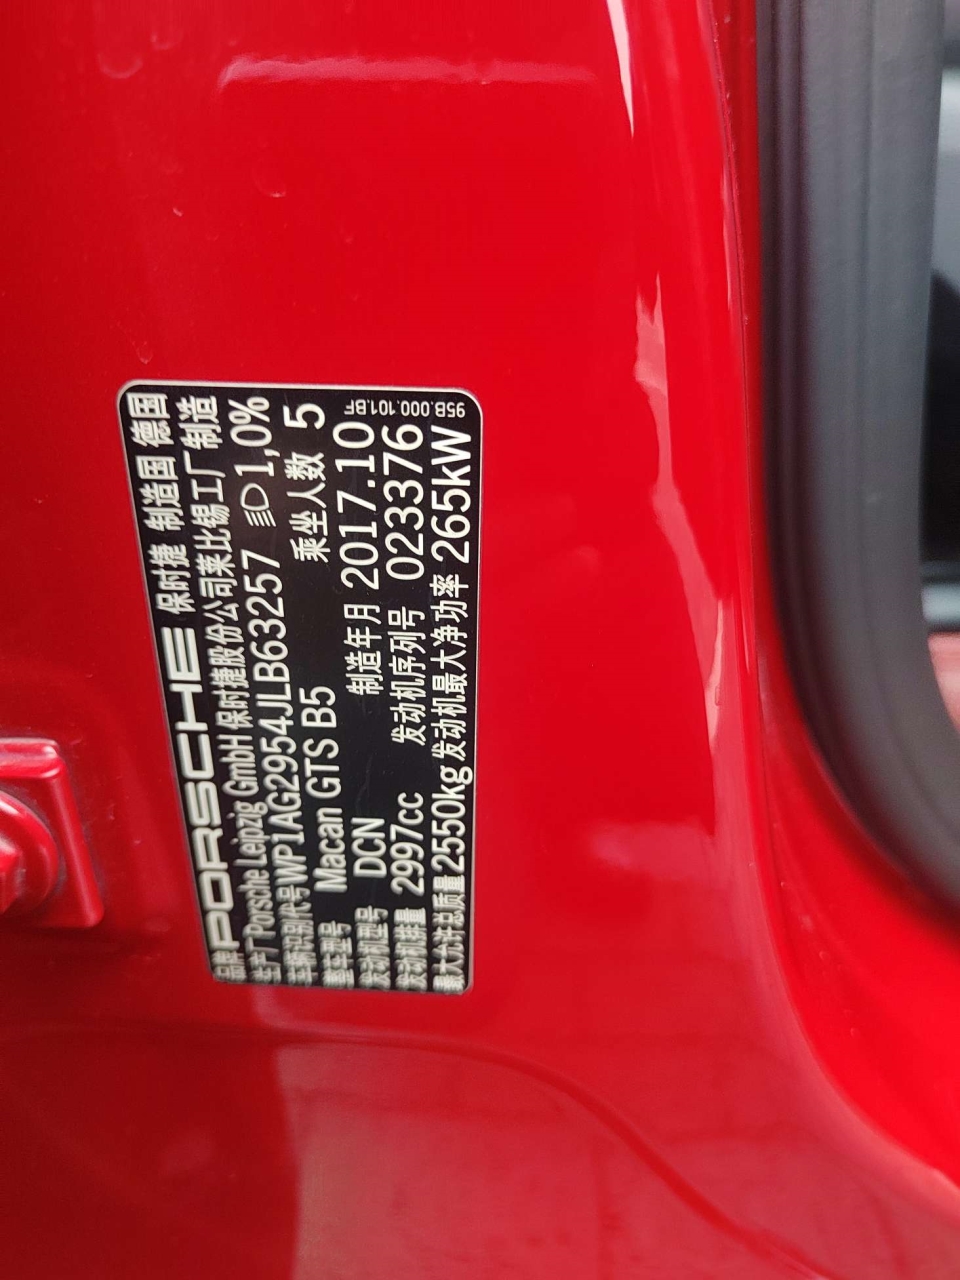 品牌 PORSCHE 保时捷 制造国 德国
生产厂 Porsche Leipzig GmbH 保时捷股份公司莱比锡工厂 制造
车辆识别代号 WP1AG2954JLB63257 1,0%
整车型号 Macan GTS B5 乘坐人数 5
发动机型号 DCN 制造年月 2017.10
发动机排量 2997cc 发动机序列号 023376
最大允许总质量 2550kg 发动机最大净功率 265kW
95B.000.101.BF